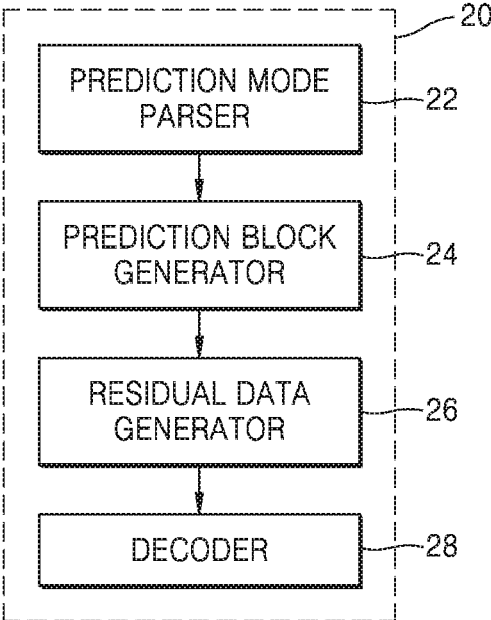 20
PREDICTION MODE
PARSER
22
PREDICTION BLOCK
GENERATOR
24
RESIDUAL DATA
GENERATOR
26
DECODER
28